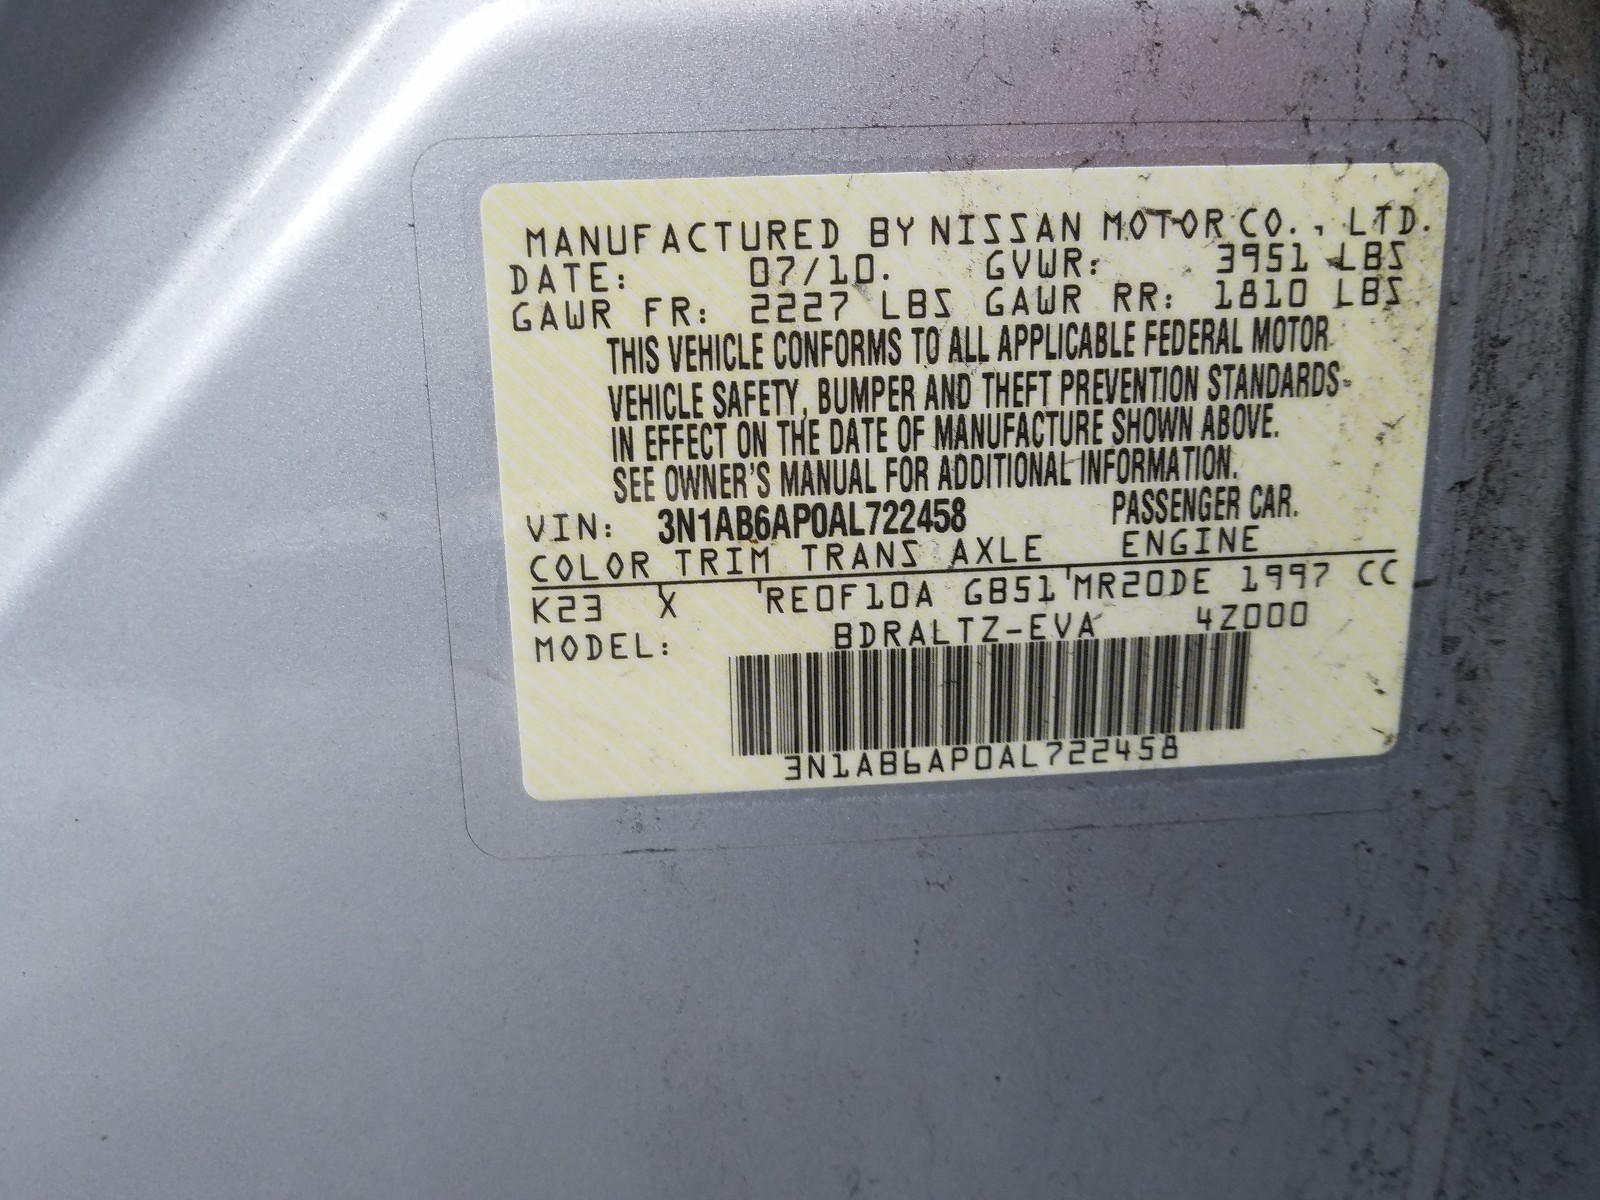 MANUFACTURED BY NISSAN MOTOR CO., LTD.
DATE: 07/10. GVWR: 3951 LBS
GAWR FR: 2227 LBS GAWR RR: 1810 LBS
THIS VEHICLE CONFORMS TO ALL APPLICABLE FEDERAL MOTOR
VEHICLE SAFETY, BUMPER AND THEFT PREVENTION STANDARDS
IN EFFECT ON THE DATE OF MANUFACTURE SHOWN ABOVE.
SEE OWNER'S MANUAL FOR ADDITIONAL INFORMATION.
VIN: 3N1AB6AP0AL722458 PASSENGER CAR.
COLOR TRIM TRANS AXLE ENGINE
K23 X RE0F10A GB51 MR20DE 1997 CC
MODEL: BDRALTZ-EVA 4Z000
3N1AB6AP0AL722458